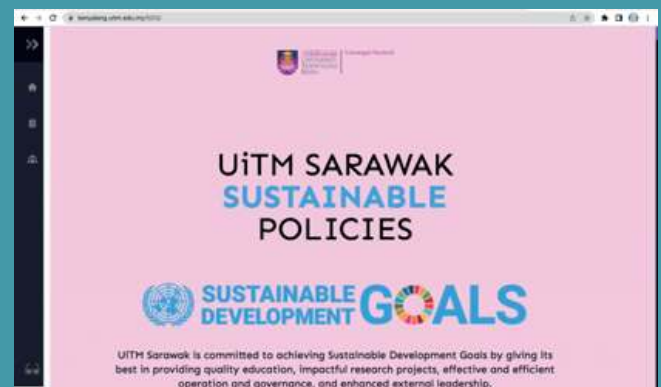 UiTM SARAWAK
SUSTAINABLE
POLICIES
SUSTAINABLE
DEVELOPMENT
GOALS
UiTM Sarawak is committed to achieving Sustainable Development Goals by giving its
best in providing quality education, impactful research projects, effective and efficient
operation and governance, and enhanced external leadership.